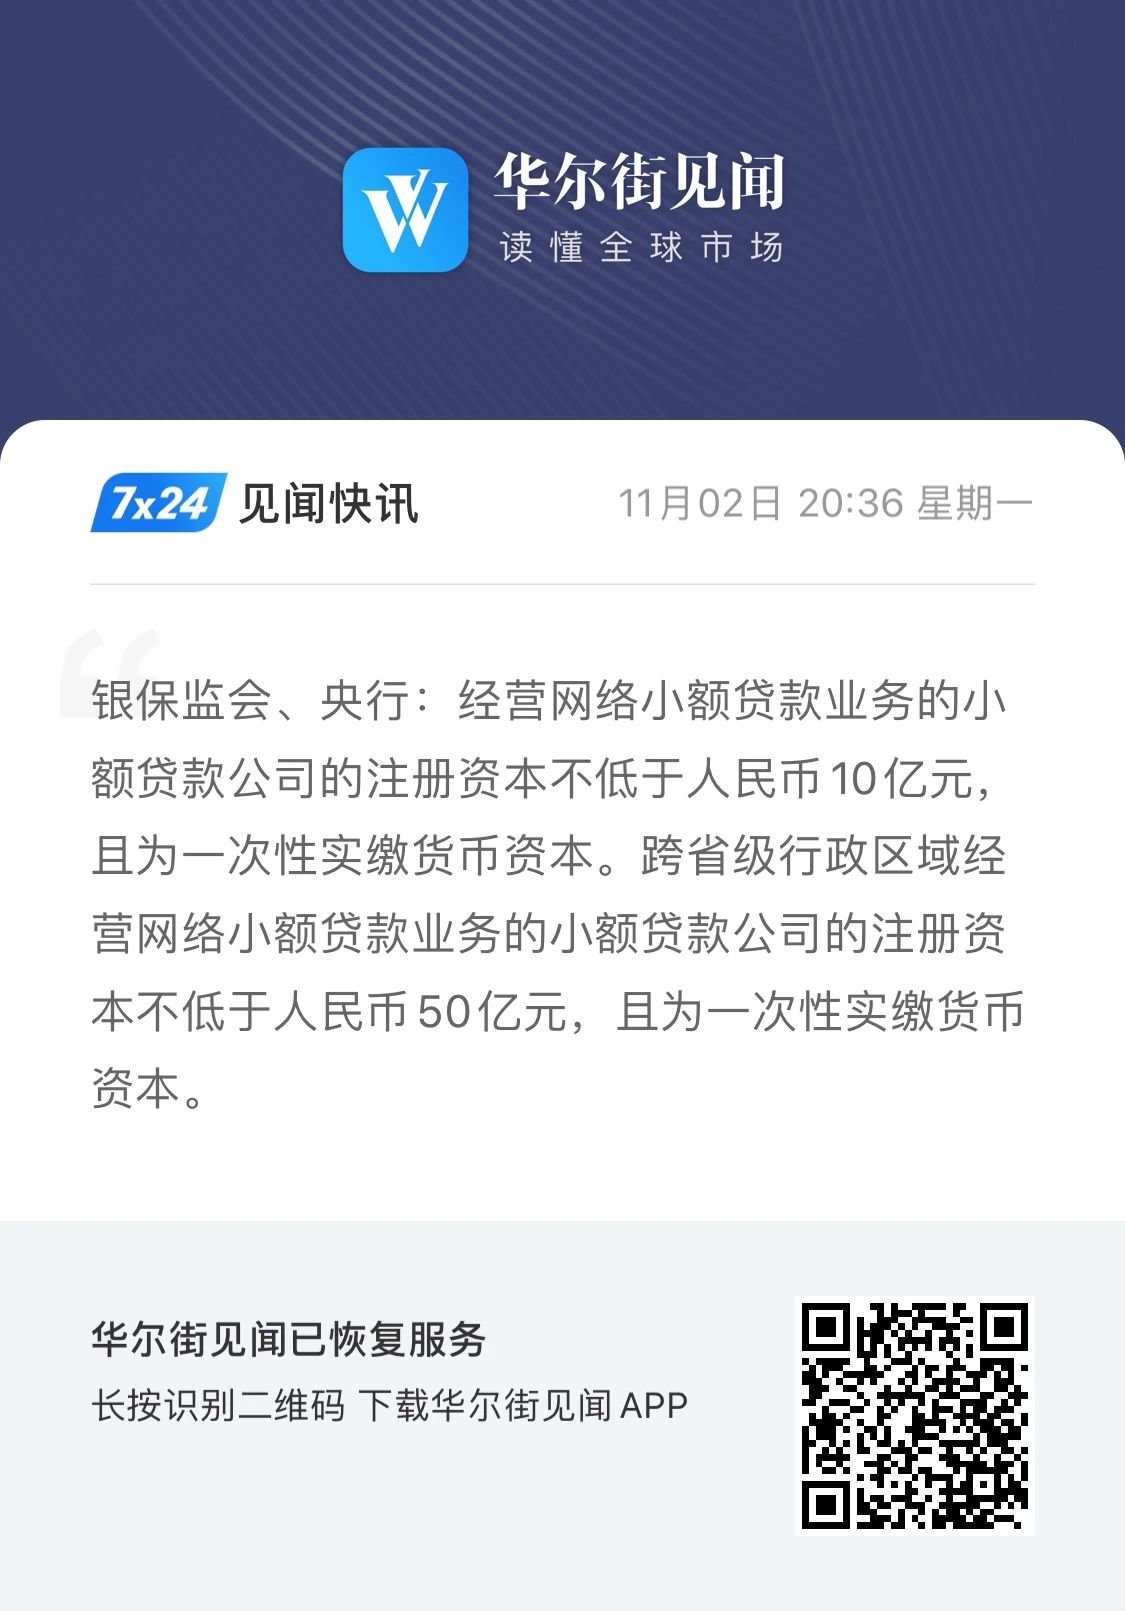 华尔街见闻
读懂全球市场
7x24 见闻快讯 11月02日 20:36 星期一
银保监会、央行：经营网络小额贷款业务的小
额贷款公司的注册资本不低于人民币10亿元，
且为一次性实缴货币资本。跨省级行政区域经
营网络小额贷款业务的小额贷款公司的注册资
本不低于人民币50亿元，且为一次性实缴货币
资本。
华尔街见闻已恢复服务
长按识别二维码 下载华尔街见闻APP